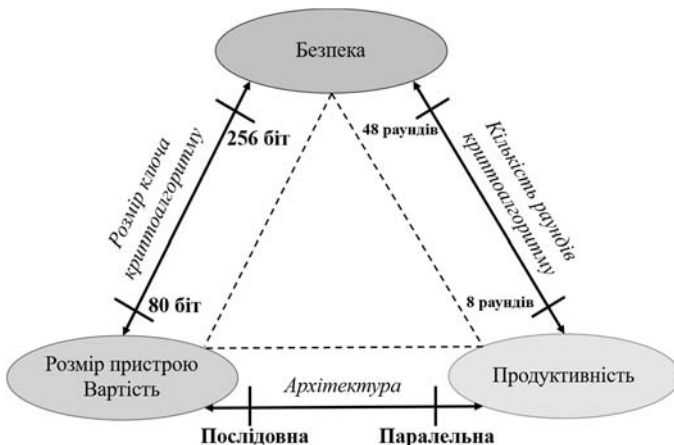 Безпека
256 біт
48 раундів
Розмір ключа
криптоалгоритму
Кількість раундів
криптоалгоритму
80 біт
8 раундів
Розмір пристрою
Вартість
Архітектура
Продуктивність
Послідовна
Паралельна